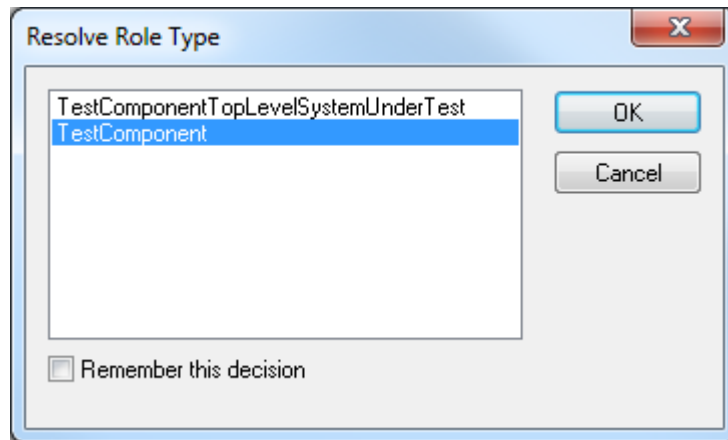 Resolve Role Type
TestComponentTopLevelSystemUnderTest
TestComponent
OK
Cancel
Remember this decision